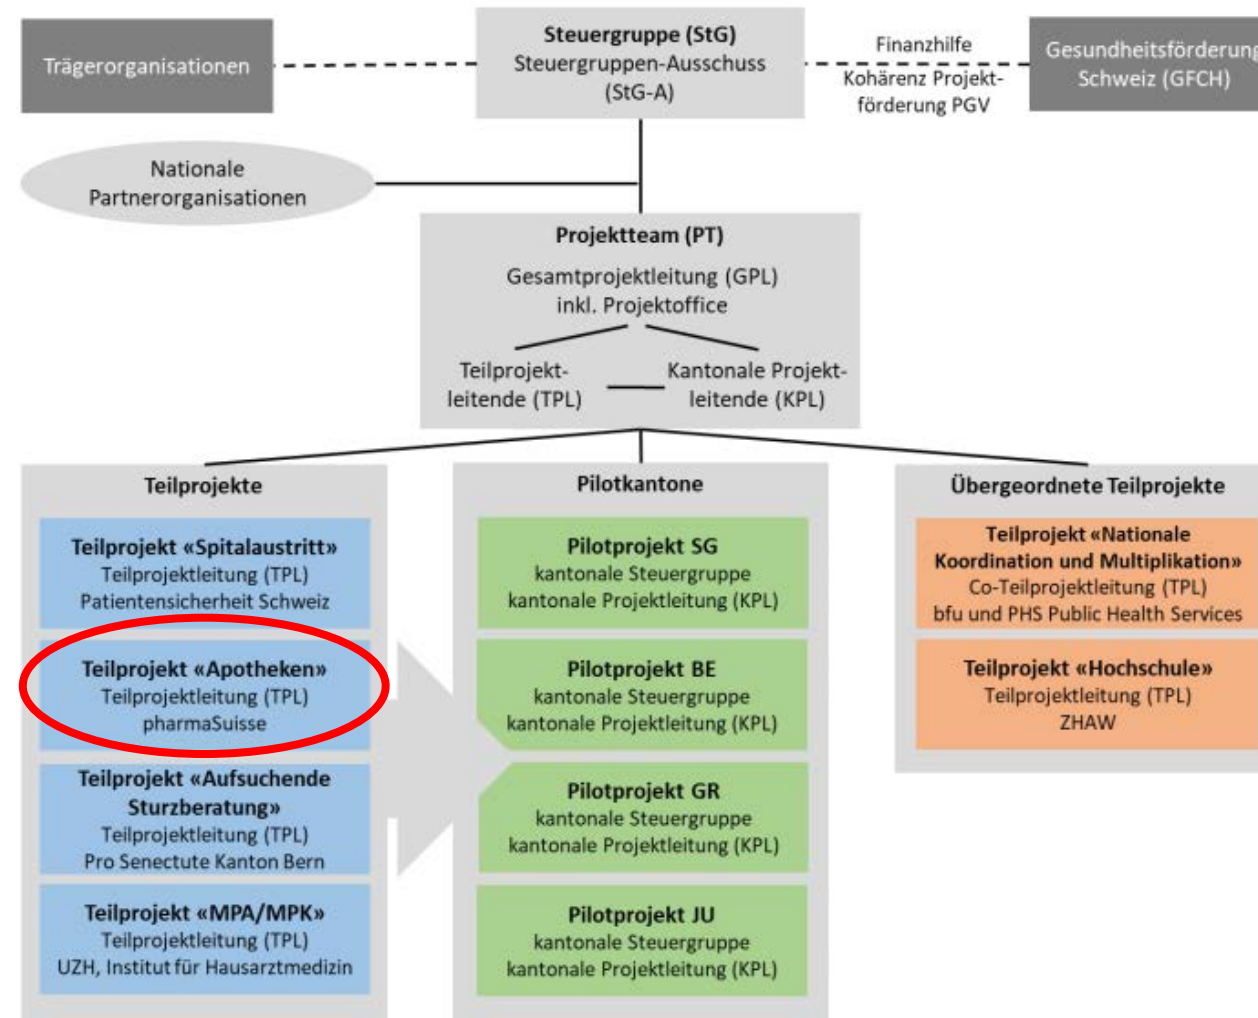 Trägerorganisationen
Steuergruppe (StG)
Steuergruppen-Ausschuss
(StG-A)
Finanzhilfe
Kohärenz Projekt-
förderung PGV
Gesundheitsförderung
Schweiz (GFCH)
Nationale
Partnerorganisationen
Projektteam (PT)
Gesamtprojektleitung (GPL)
inkl. Projektoffice
Teilprojekt-
leitende (TPL)
Kantonale Projekt-
leitende (KPL)
Teilprojekte
Teilprojekt «Spitalaustritt»
Teilprojektleitung (TPL)
Patientensicherheit Schweiz
Teilprojekt «Apotheken»
Teilprojektleitung (TPL)
pharmaSuisse
Teilprojekt «Aufsuchende
Sturzberatung»
Teilprojektleitung (TPL)
Pro Senectute Kanton Bern
Teilprojekt «MPA/MPK»
Teilprojektleitung (TPL)
UZH, Institut für Hausarztmedizin
Pilotkantone
Pilotprojekt SG
kantonale Steuergruppe
kantonale Projektleitung (KPL)
Pilotprojekt BE
kantonale Steuergruppe
kantonale Projektleitung (KPL)
Pilotprojekt GR
kantonale Steuergruppe
kantonale Projektleitung (KPL)
Pilotprojekt JU
kantonale Steuergruppe
kantonale Projektleitung (KPL)
Übergeordnete Teilprojekte
Teilprojekt «Nationale
Koordination und Multiplikation»
Co-Teilprojektleitung (TPL)
bfu und PHS Public Health Services
Teilprojekt «Hochschule»
Teilprojektleitung (TPL)
ZHAW